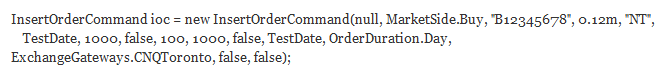 InsertOrderCommand ioc = new InsertOrderCommand(null, MarketSide.Buy, "B12345678", 0.12m, "NT",
TestDate, 1000, false, 100, 1000, false, TestDate, OrderDuration.Day,
ExchangeGateways.CNQToronto, false, false);